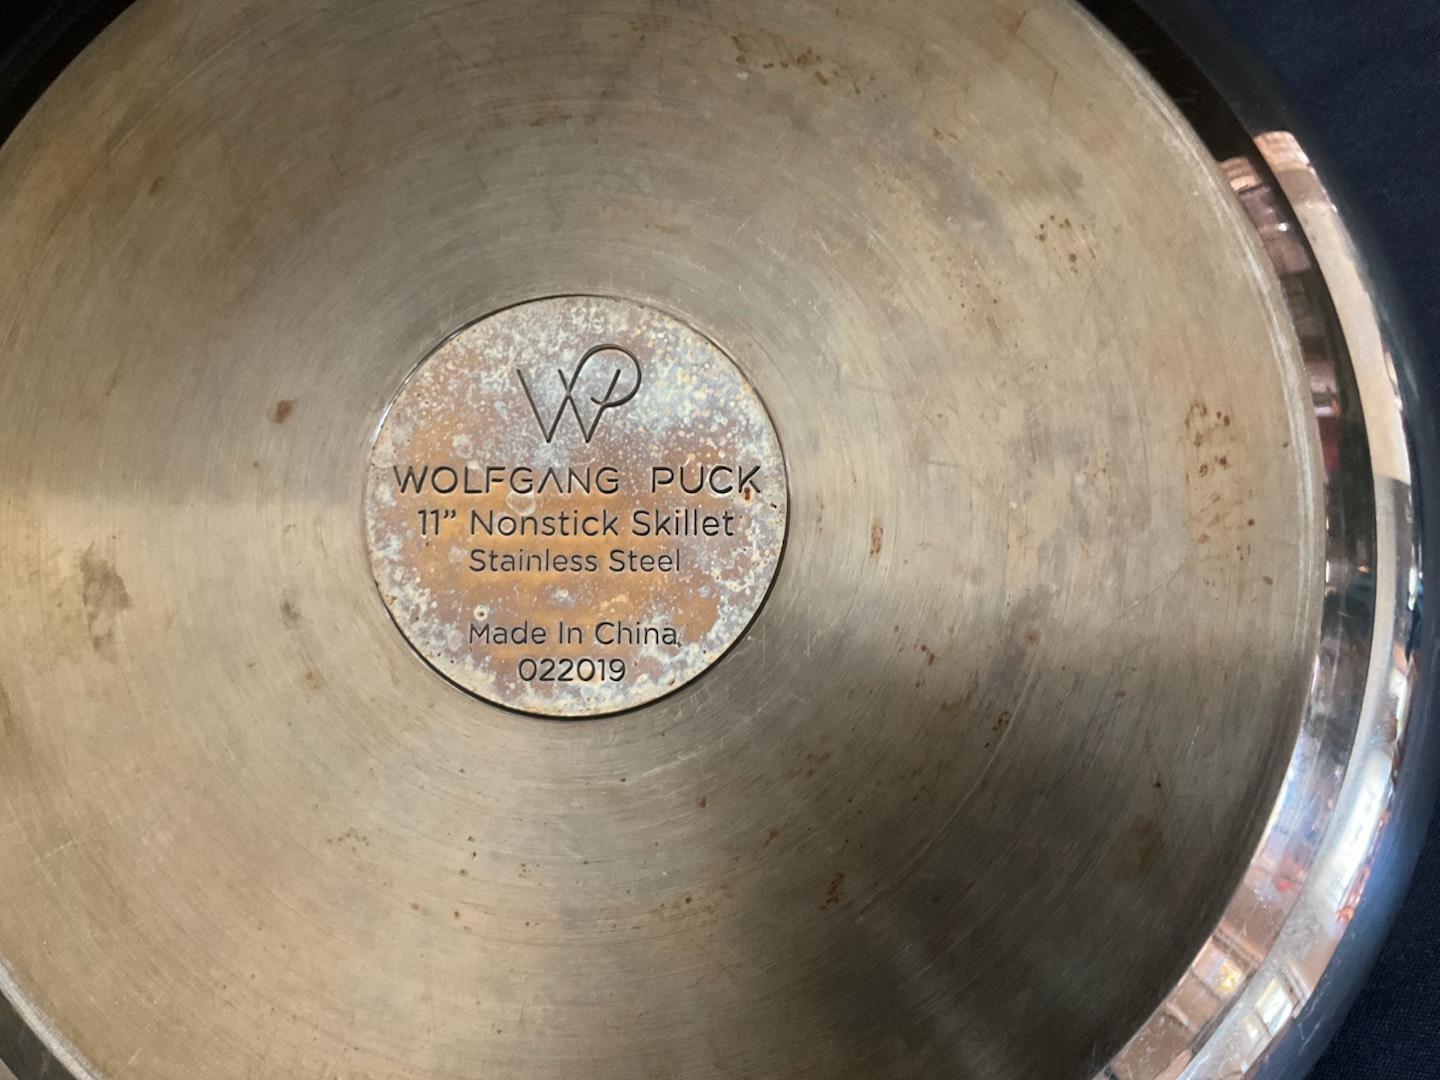 WP
WOLFGANG PUCK
11” Nonstick Skillet
Stainless Steel
Made In China
022019